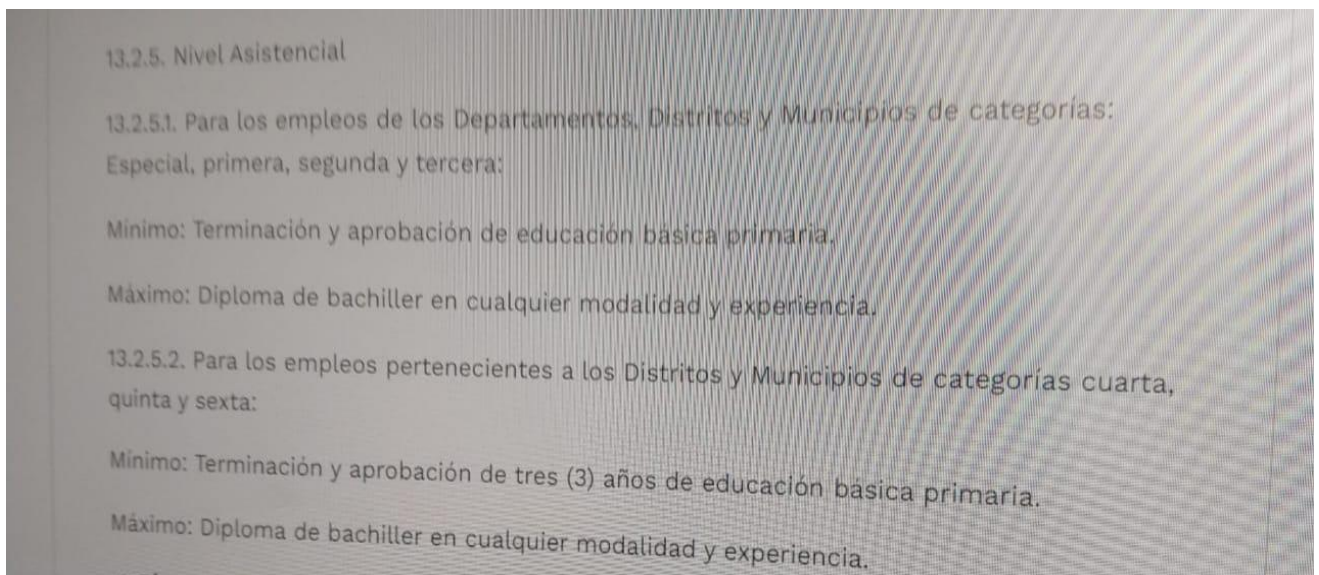 13.2.5. Nivel Asistencial
13.2.5.1. Para los empleos de los Departamentos, Distritos y Municipios de categorías:
Especial, primera, segunda y tercera:
Mínimo: Terminación y aprobación de educación básica primaria.
Máximo: Diploma de bachiller en cualquier modalidad y experiencia.
13.2.5.2. Para los empleos pertenecientes a los Distritos y Municipios de categorías cuarta,
quinta y sexta:
Mínimo: Terminación y aprobación de tres (3) años de educación básica primaria.
Máximo: Diploma de bachiller en cualquier modalidad y experiencia.